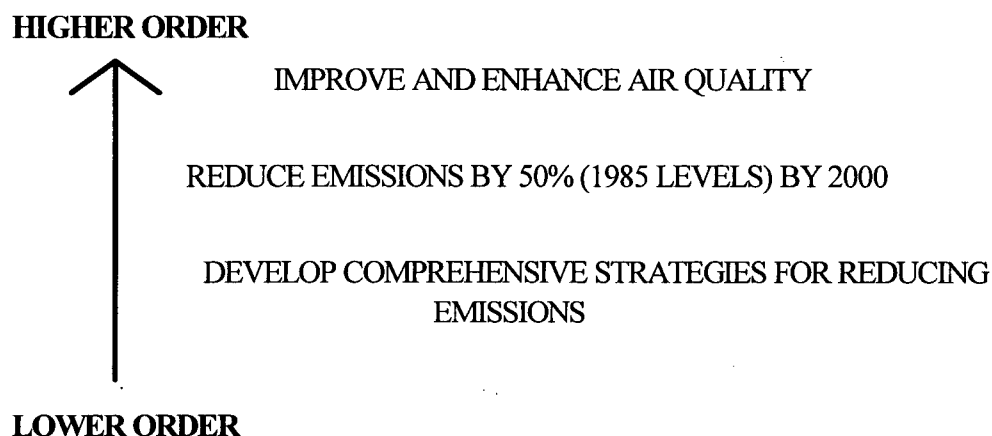 HIGHER ORDER
IMPROVE AND ENHANCE AIR QUALITY
REDUCE EMISSIONS BY 50% (1985 LEVELS) BY 2000
DEVELOP COMPREHENSIVE STRATEGIES FOR REDUCING
EMISSIONS
LOWER ORDER